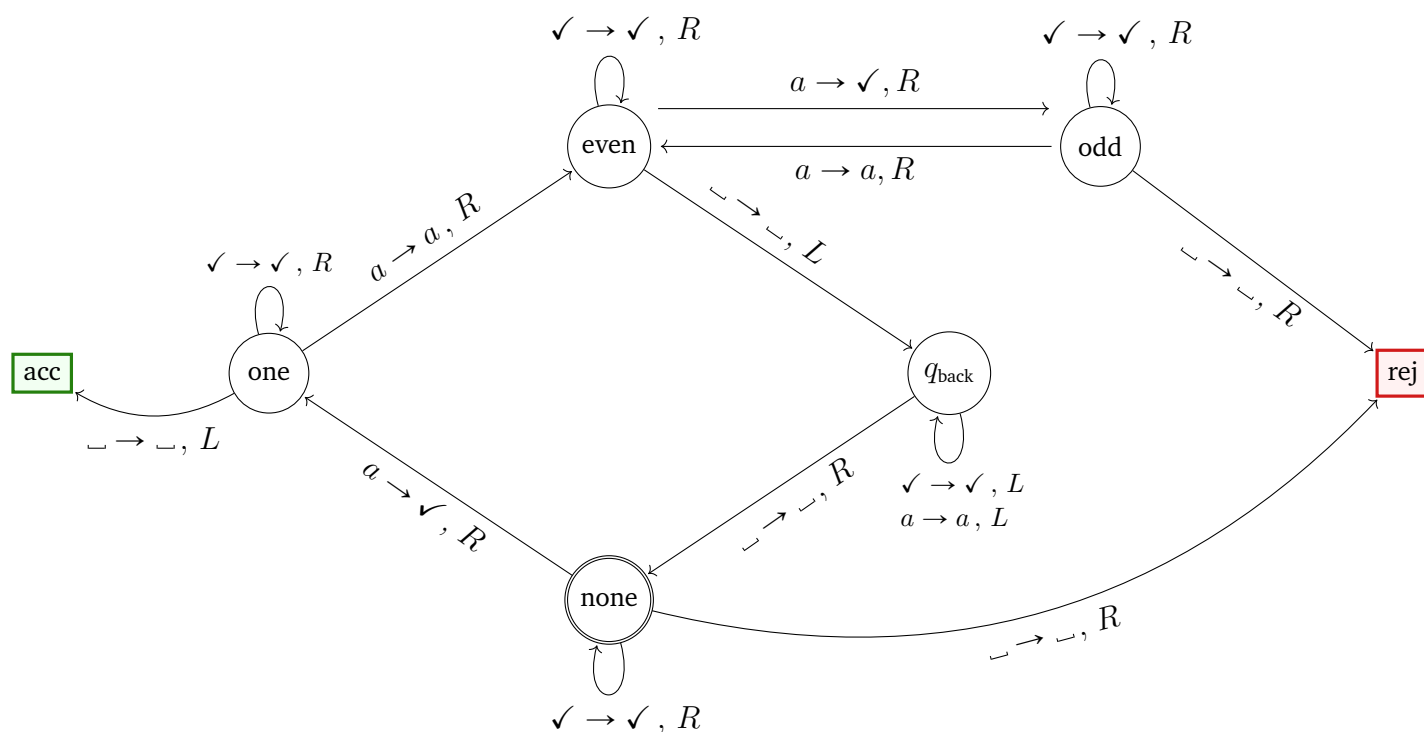 ✓ → ✓ , R
✓ → ✓ , R
a → ✓, R
even
odd
a → a, R
␣ → ␣, L
a → a, R
␣ → ␣, R
✓ → ✓ , R
acc
one
q_back
rej
␣ → ␣, L
a → ✓, R
␣ → ␣, R
✓ → ✓ , L
a → a , L
none
␣ → ␣, R
✓ → ✓ , R